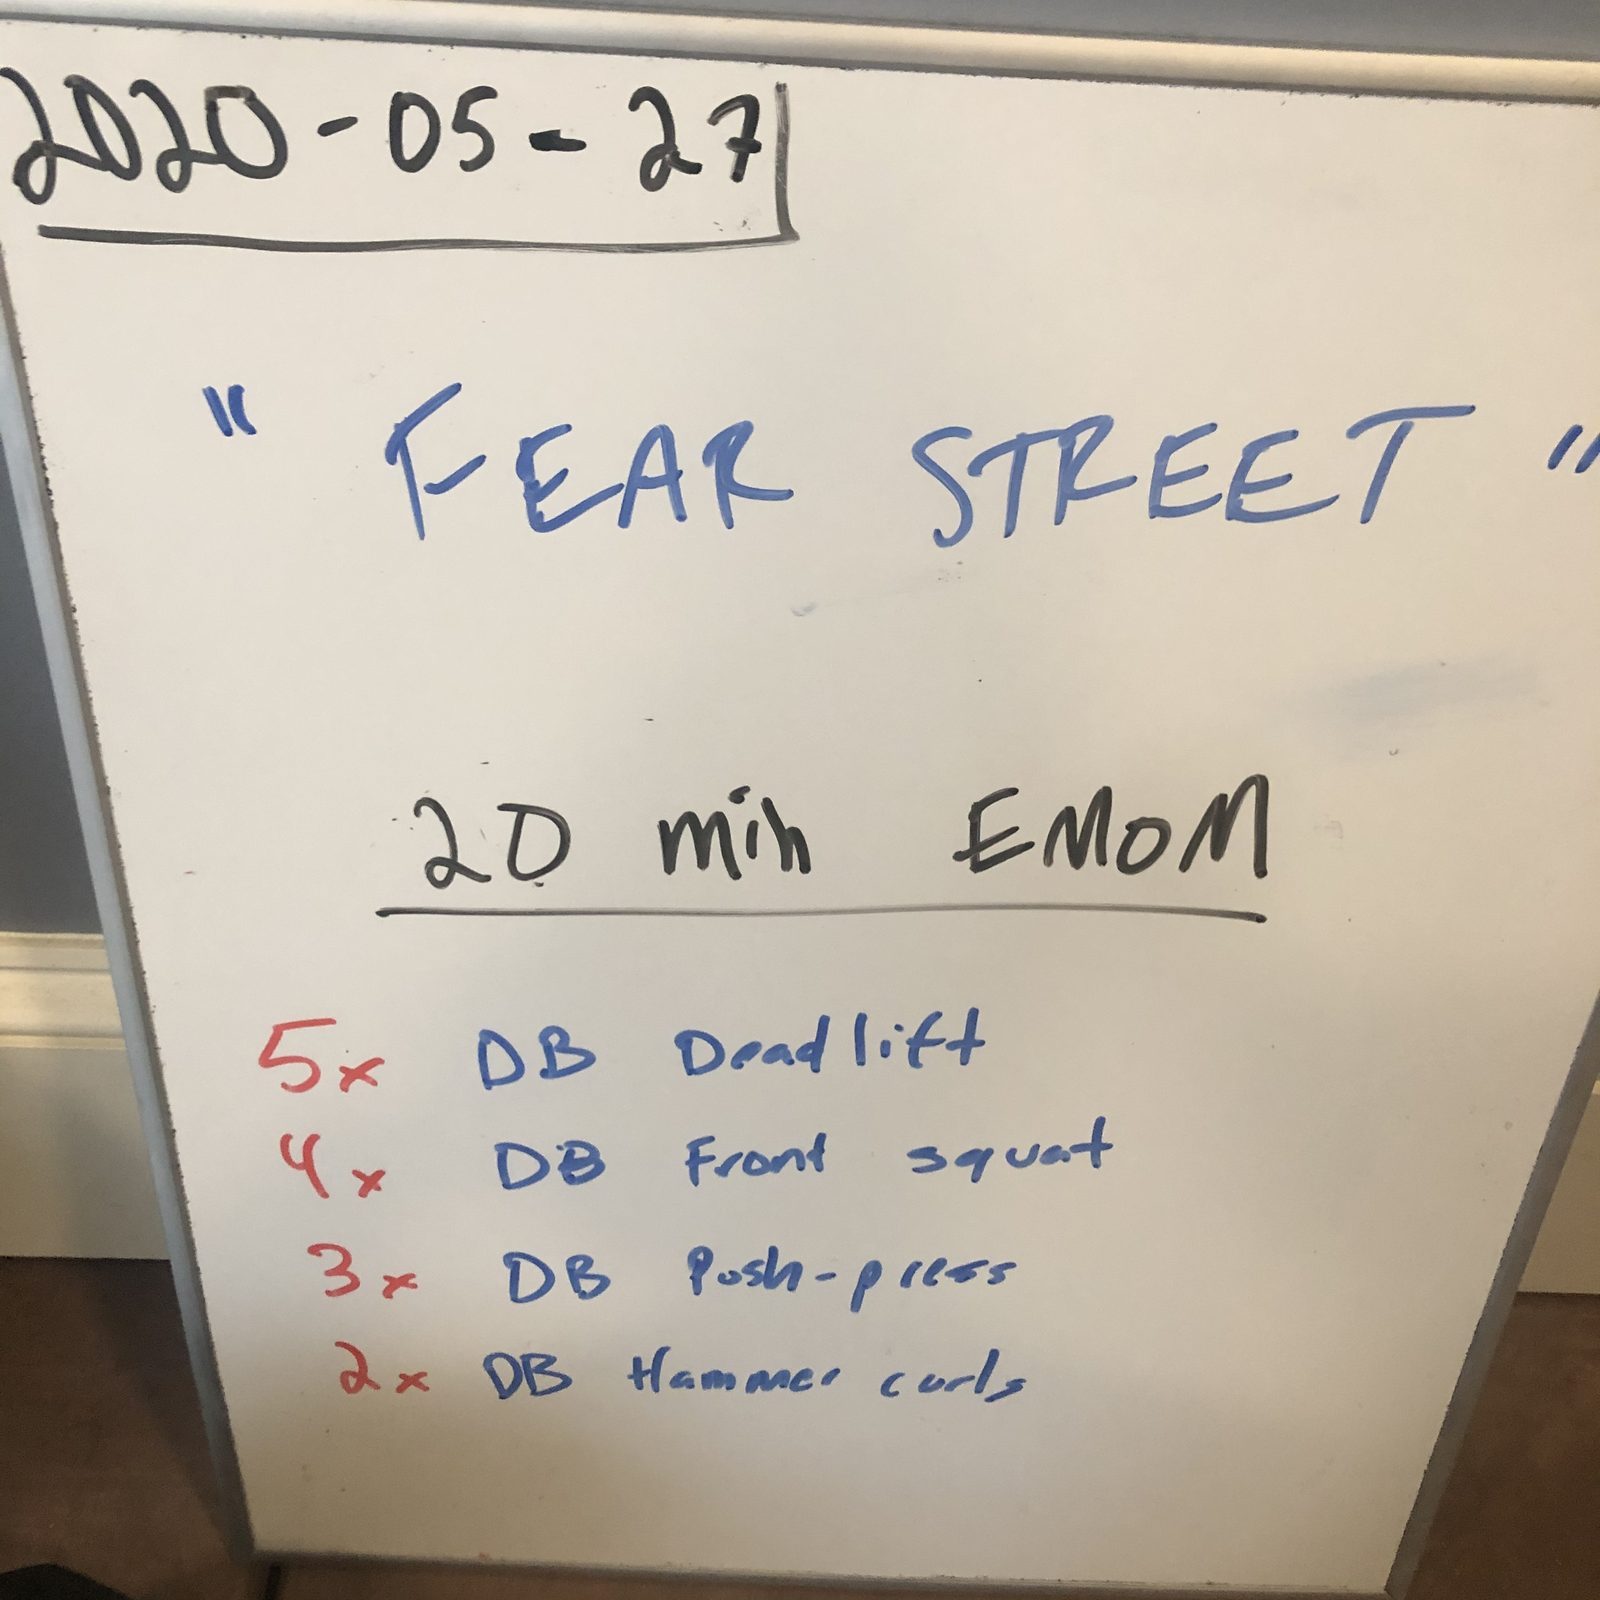 2020-05-27
"FEAR STREET"
20 min EMOM
5x DB Deadlift
4x DB Front squat
3x DB Push-press
2x DB Hammer curls